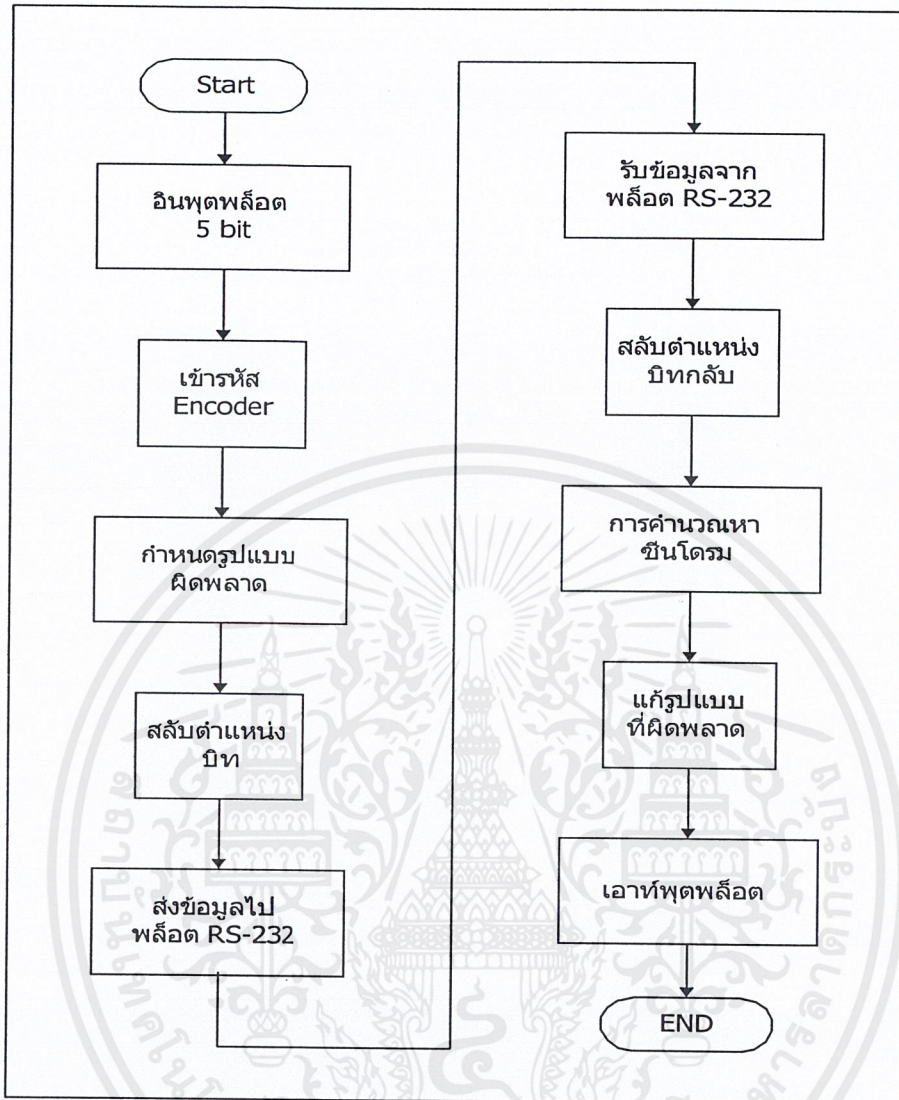 Start
อินพุตพล็อต
5 bit
เข้ารหัส
Encoder
กำหนดรูปแบบ
ผิดพลาด
สลับตำแหน่ง
บิท
ส่งข้อมูลไป
พล็อต RS-232
รับข้อมูลจาก
พล็อต RS-232
สลับตำแหน่ง
บิทกลับ
การคำนวณหา
ซีนโดรม
แก้รูปแบบ
ที่ผิดพลาด
เอาท์พุตพล็อต
END